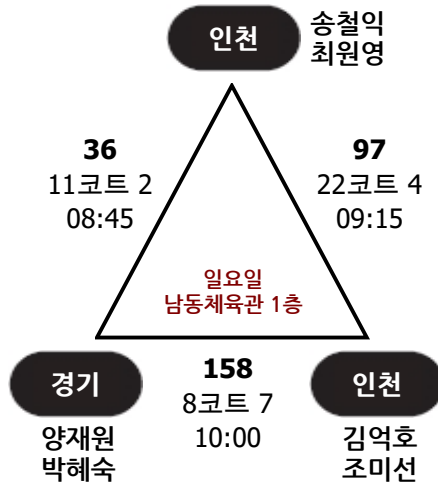 인천
송철익
최원영
36
11코트 2
08:45
97
22코트 4
09:15
일요일
남동체육관 1층
경기
양재원
박혜숙
158
8코트 7
10:00
인천
김억호
조미선